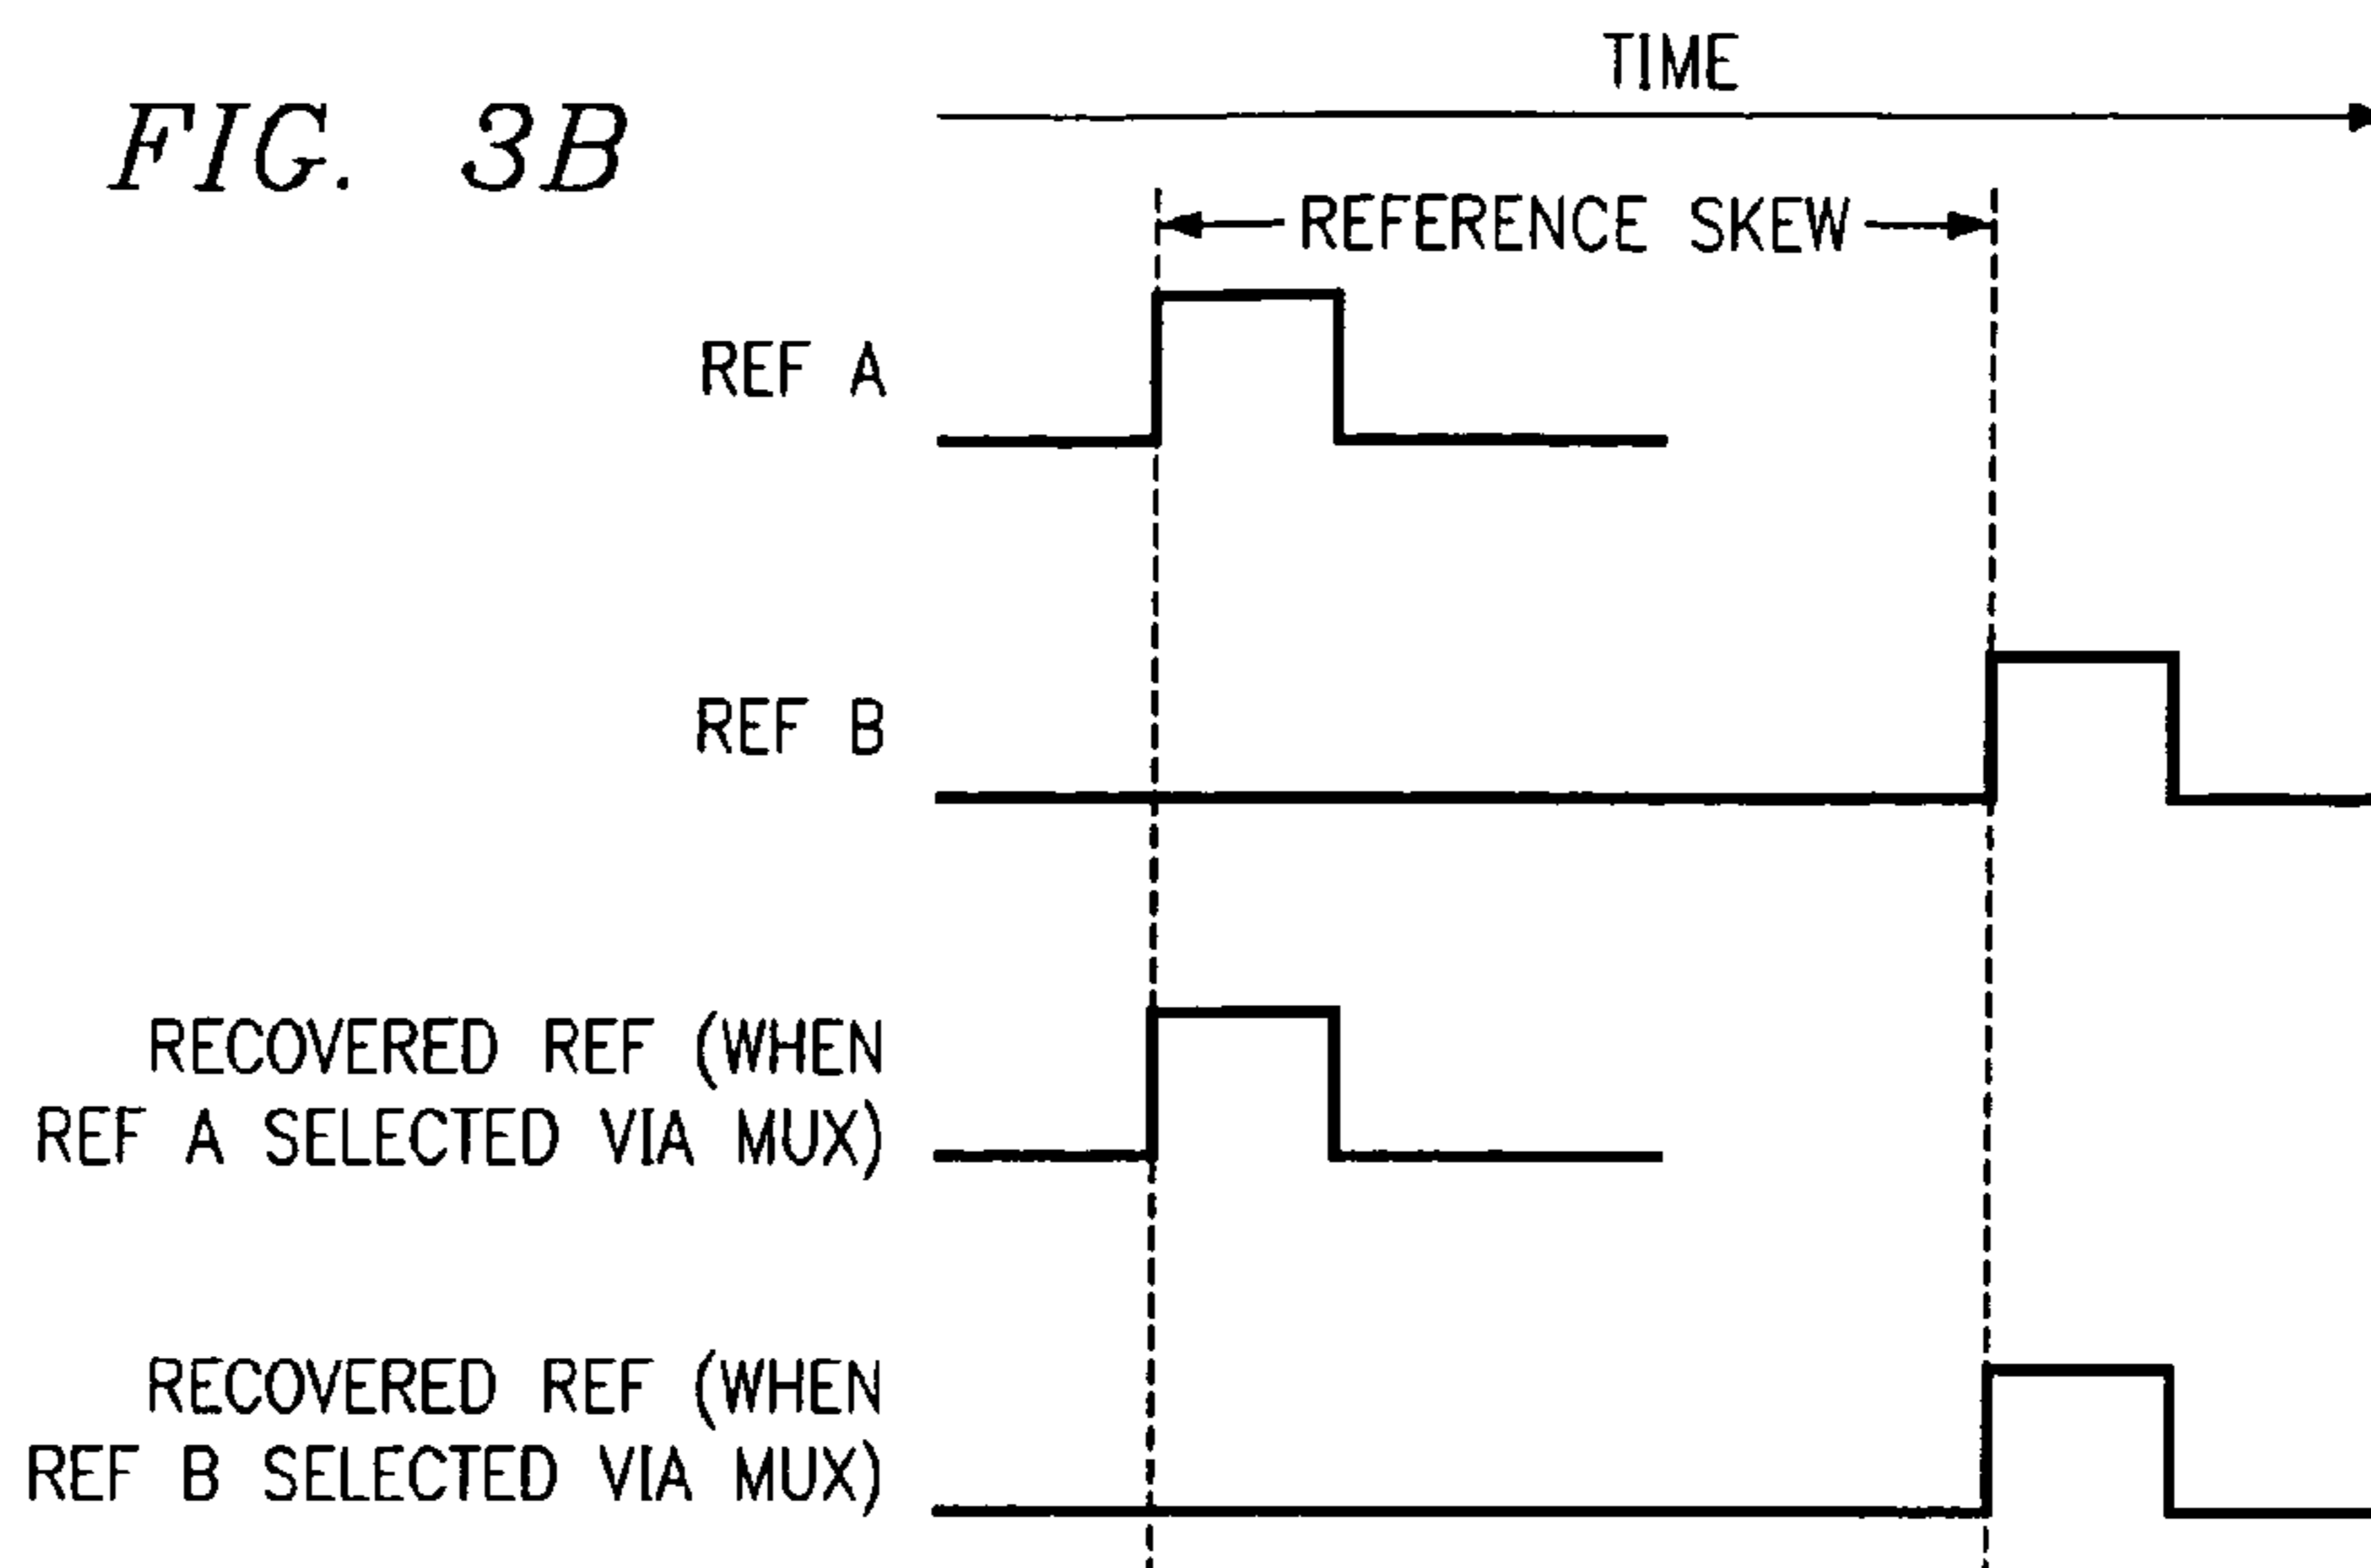 FIG. 3B
TIME
REFERENCE SKEW
REF A
REF B
RECOVERED REF (WHEN
REF A SELECTED VIA MUX)
RECOVERED REF (WHEN
REF B SELECTED VIA MUX)